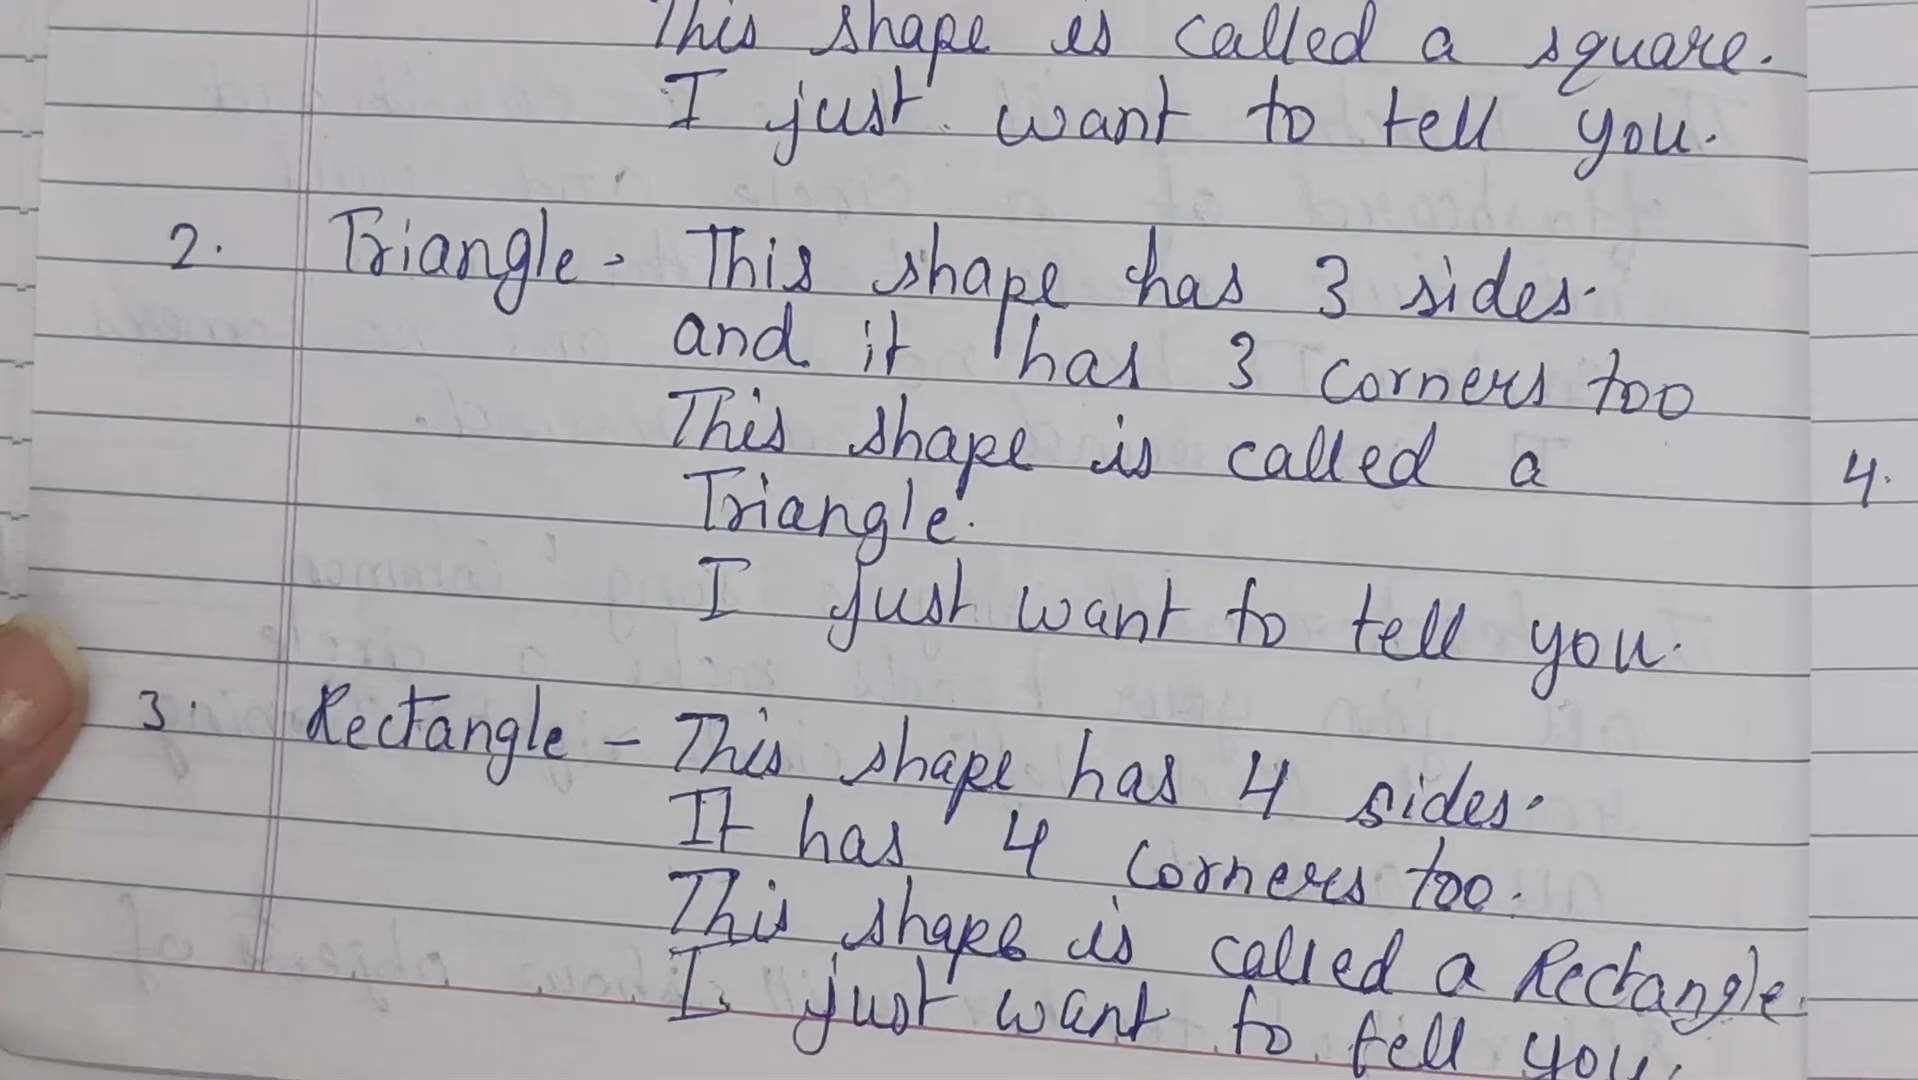 This shape is called a square.
I just want to tell you.
2. Triangle - This shape has 3 sides.
and it has 3 corners too
This shape is called a
Triangle.
I just want to tell you.
3. Rectangle - This shape has 4 sides.
It has 4 corners too.
This shape is called a Rectangle.
I just want to tell you.
4.